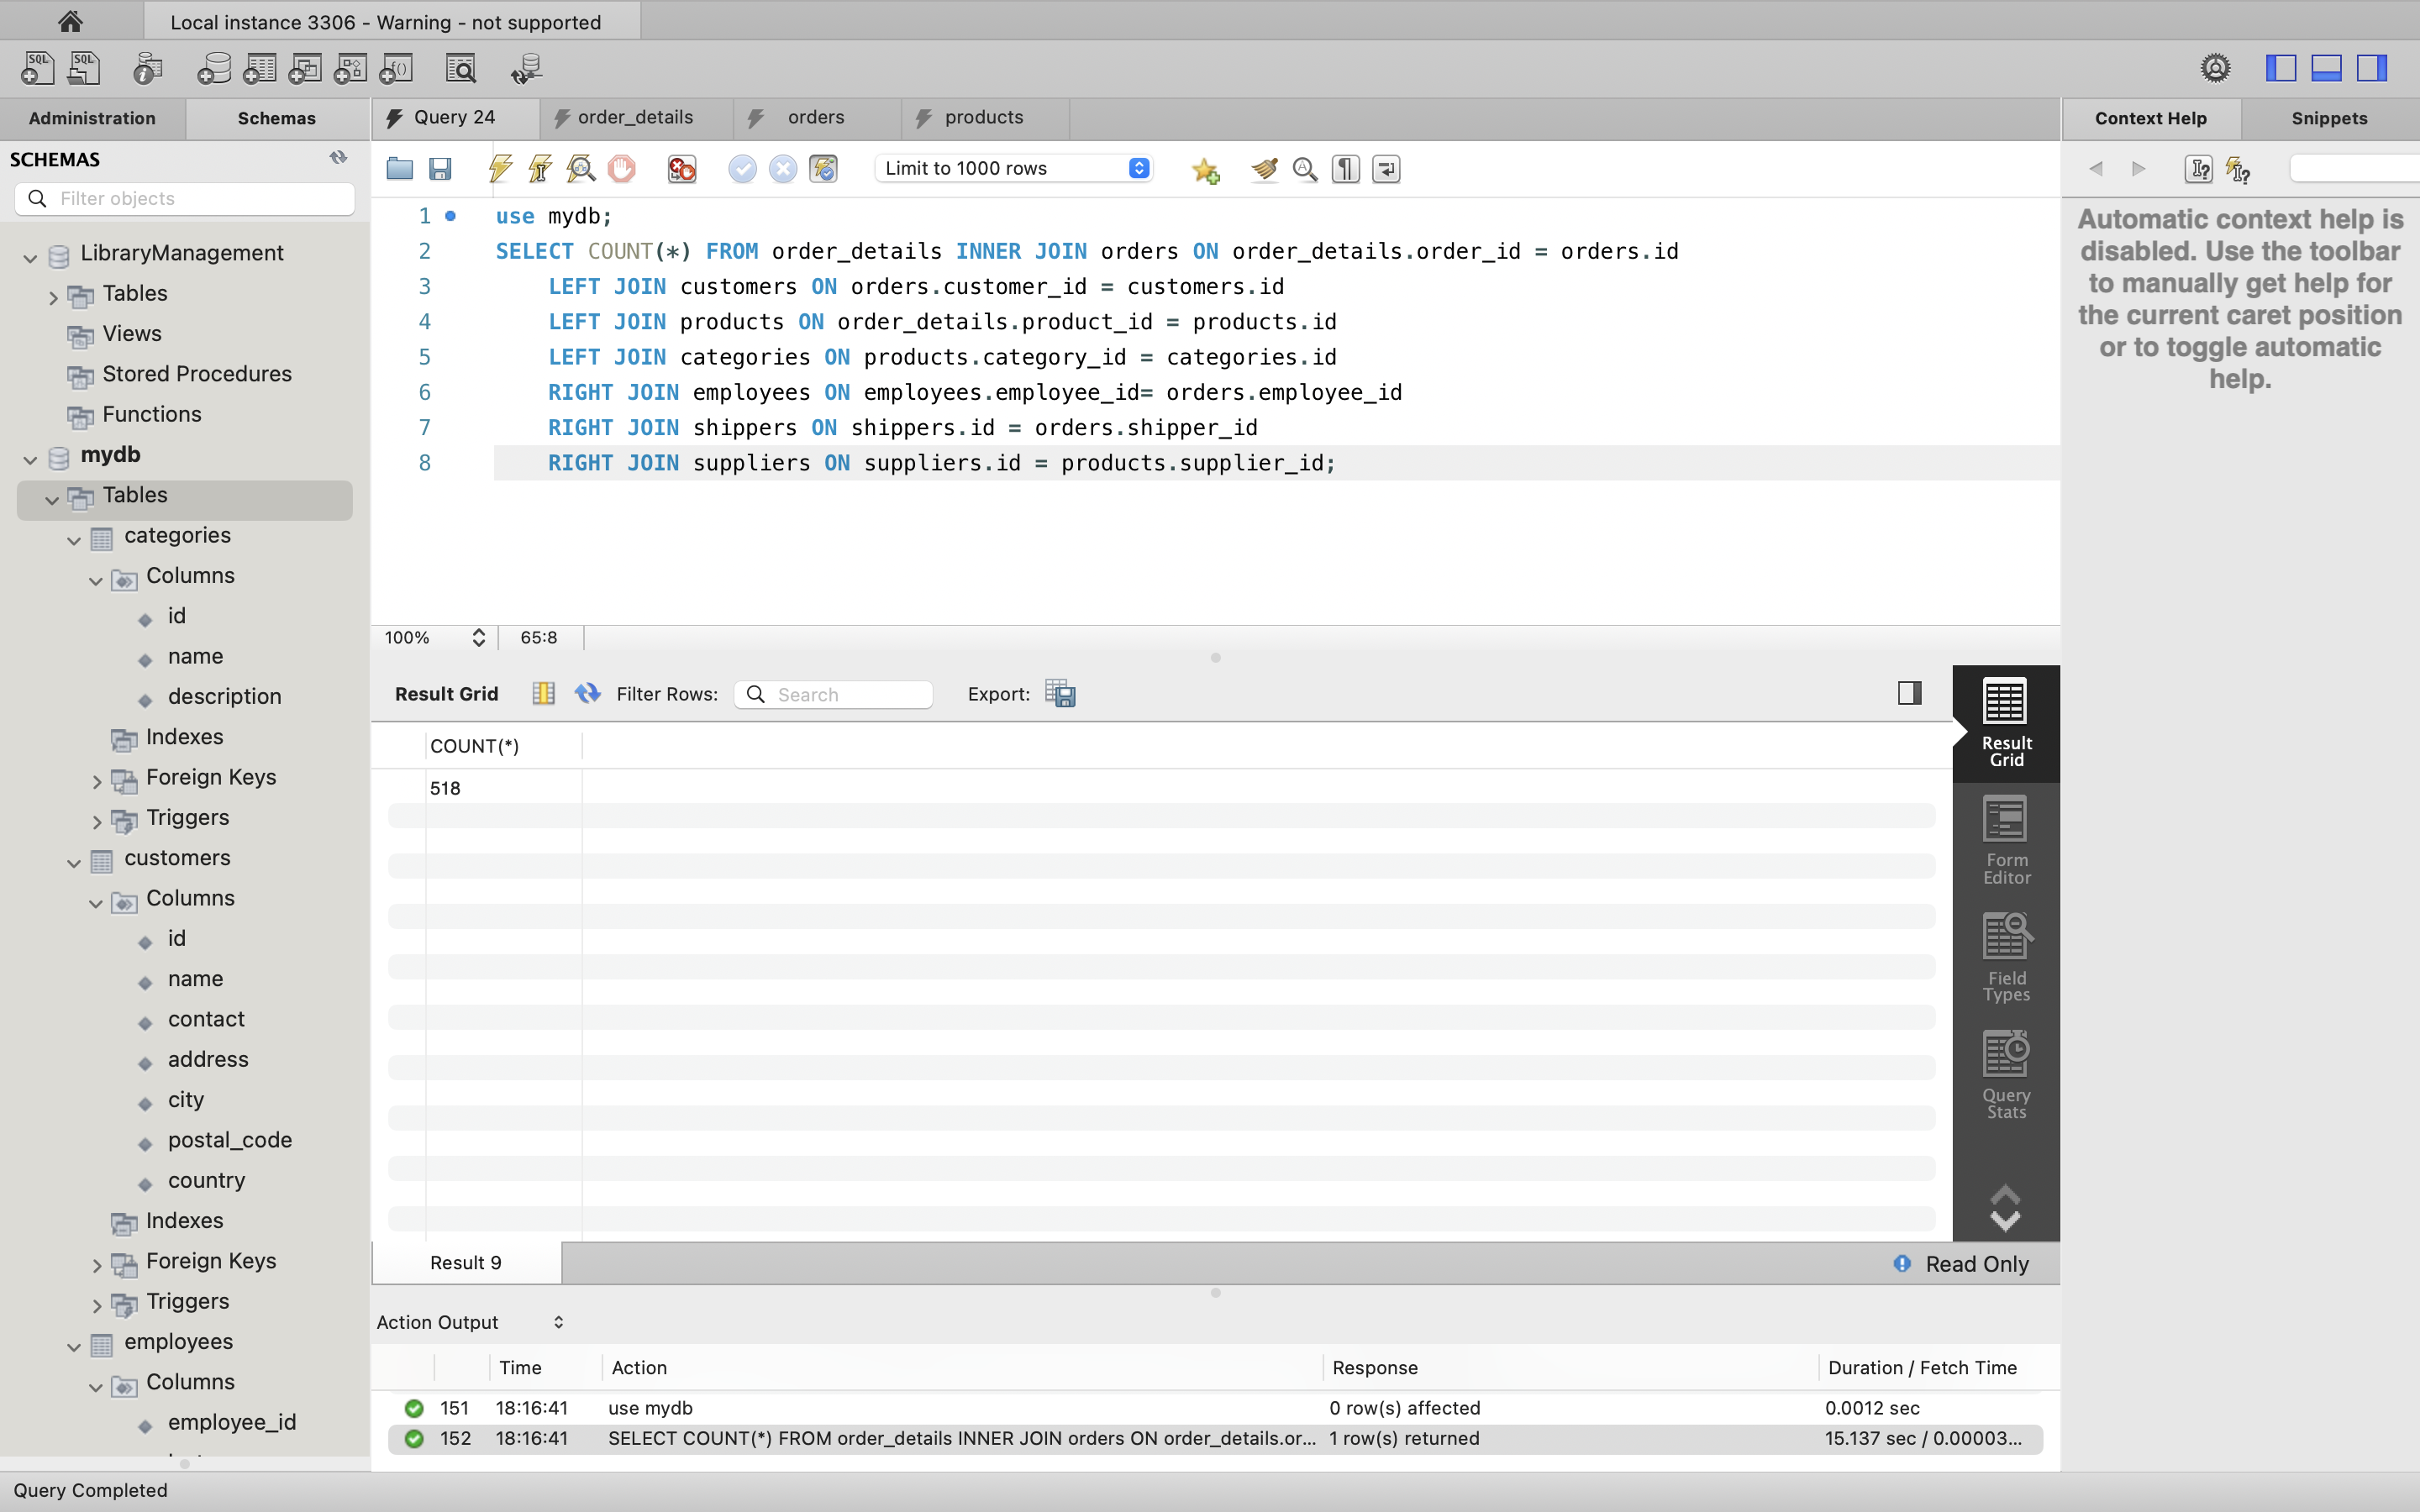 Local instance 3306 - Warning - not supported
Administration
Schemas
SCHEMAS
Filter objects
LibraryManagement
Tables
Views
Stored Procedures
Functions
mydb
Tables
categories
Columns
id
name
description
Indexes
Foreign Keys
Triggers
customers
Columns
id
name
contact
address
city
postal_code
country
Indexes
Foreign Keys
Triggers
employees
Columns
employee_id
Query 24
order_details
orders
products
Limit to 1000 rows
1 use mydb;
2 SELECT COUNT(*) FROM order_details INNER JOIN orders ON order_details.order_id = orders.id
3 LEFT JOIN customers ON orders.customer_id = customers.id
4 LEFT JOIN products ON order_details.product_id = products.id
5 LEFT JOIN categories ON products.category_id = categories.id
6 RIGHT JOIN employees ON employees.employee_id= orders.employee_id
7 RIGHT JOIN shippers ON shippers.id = orders.shipper_id
8 RIGHT JOIN suppliers ON suppliers.id = products.supplier_id;
100% 65:8
Result Grid Filter Rows: Search Export:
COUNT(*)
518
Result
Grid
Form
Editor
Field
Types
Query
Stats
Result 9
Read Only
Action Output
Time Action Response Duration / Fetch Time
151 18:16:41 use mydb 0 row(s) affected 0.0012 sec
152 18:16:41 SELECT COUNT(*) FROM order_details INNER JOIN orders ON order_details.or... 1 row(s) returned 15.137 sec / 0.00003...
Context Help
Snippets
Automatic context help is
disabled. Use the toolbar
to manually get help for
the current caret position
or to toggle automatic
help.
Query Completed